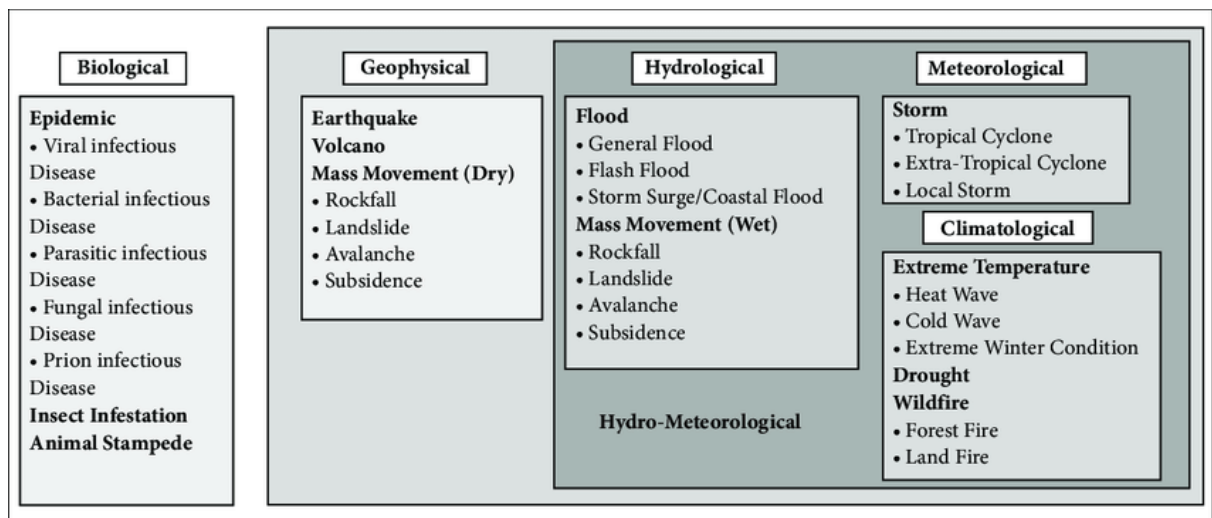 Biological
Epidemic
• Viral infectious
Disease
• Bacterial infectious
Disease
• Parasitic infectious
Disease
• Fungal infectious
Disease
• Prion infectious
Disease
Insect Infestation
Animal Stampede
Geophysical
Earthquake
Volcano
Mass Movement (Dry)
• Rockfall
• Landslide
• Avalanche
• Subsidence
Hydrological
Flood
• General Flood
• Flash Flood
• Storm Surge/Coastal Flood
Mass Movement (Wet)
• Rockfall
• Landslide
• Avalanche
• Subsidence
Hydro-Meteorological
Meteorological
Storm
• Tropical Cyclone
• Extra-Tropical Cyclone
• Local Storm
Climatological
Extreme Temperature
• Heat Wave
• Cold Wave
• Extreme Winter Condition
Drought
Wildfire
• Forest Fire
• Land Fire